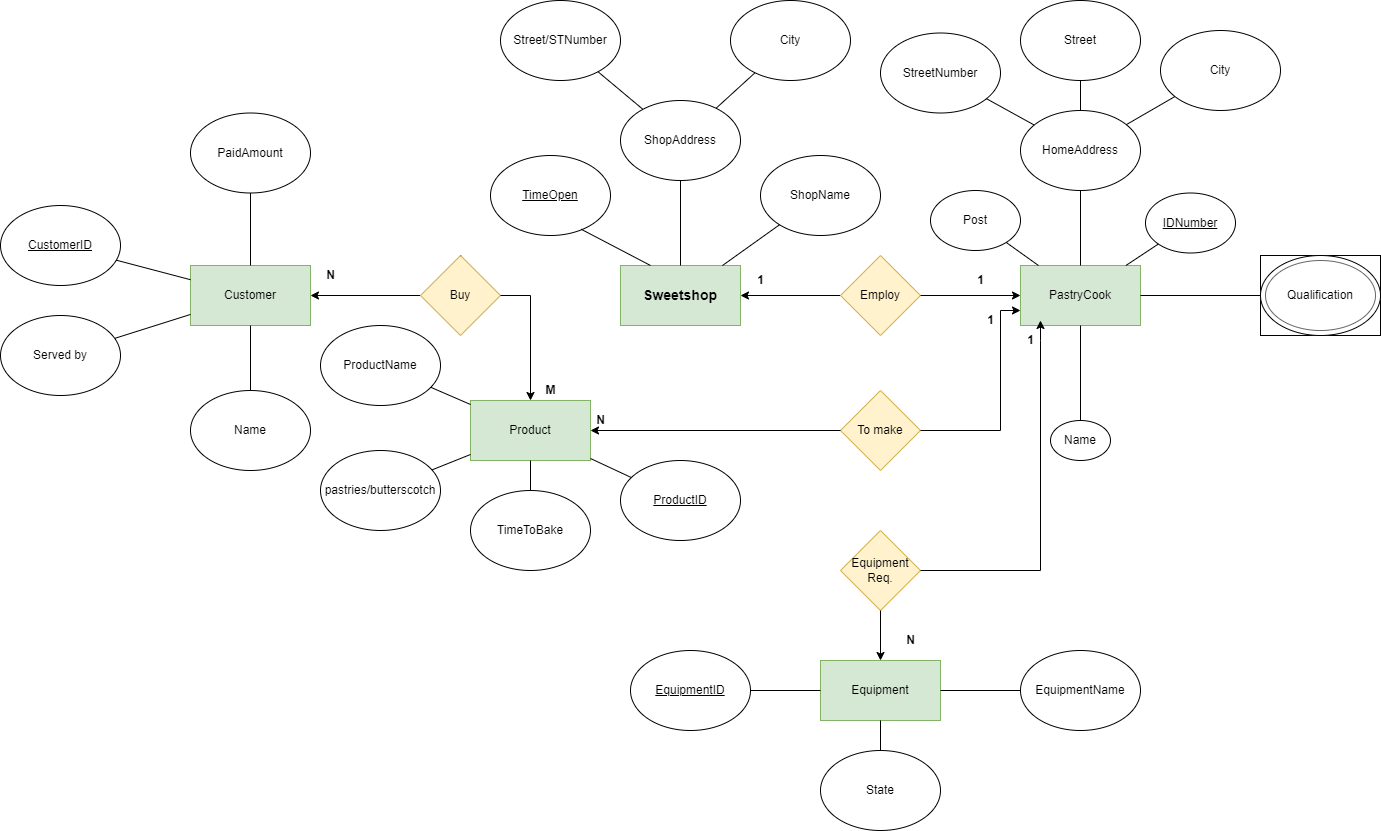 Street/STNumber
City
Street
StreetNumber
City
ShopAddress
HomeAddress
PaidAmount
TimeOpen
ShopName
Post
IDNumber
CustomerID
N
1
1
Customer
Buy
Sweetshop
Employ
PastryCook
Qualification
1
1
Served by
ProductName
M
N
Name
Product
To make
Name
pastries/butterscotch
ProductID
TimeToBake
Equipment
Req.
N
EquipmentID
Equipment
EquipmentName
State